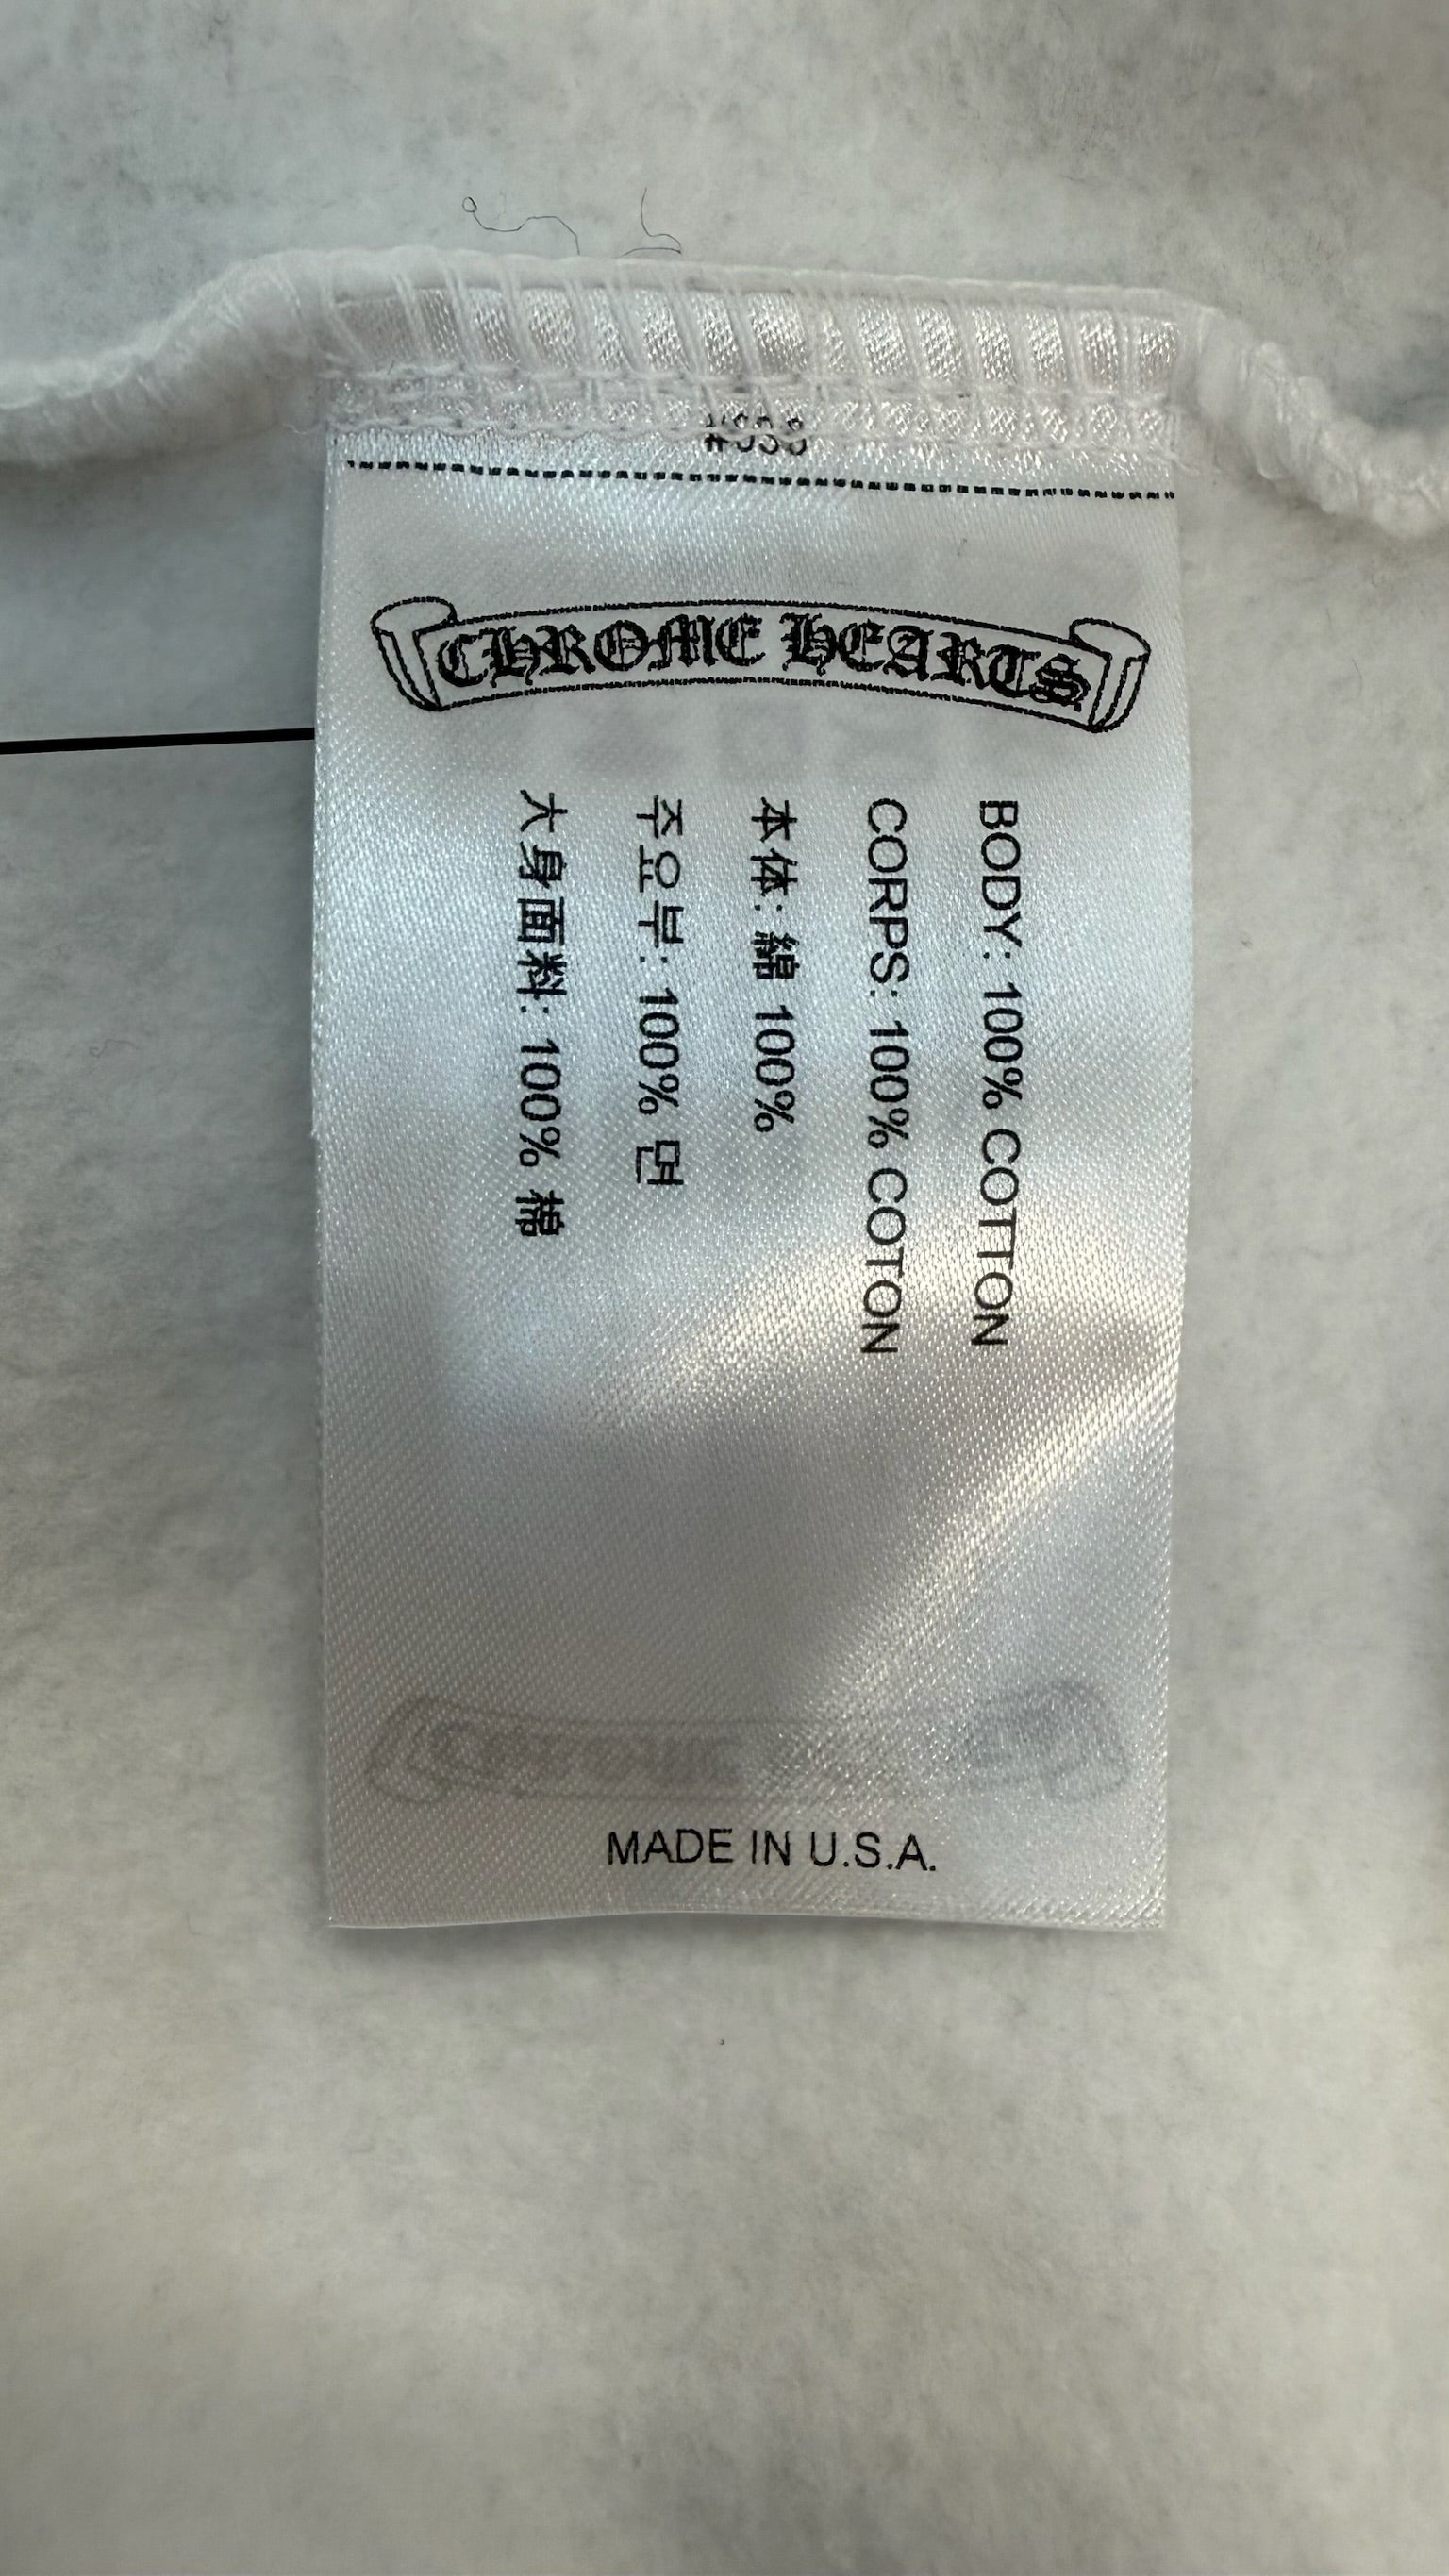 CHROME HEARTS
BODY: 100% COTTON
CORPS: 100% COTON
本体: 綿 100%
주요부: 100% 면
大身面料: 100% 棉
MADE IN U.S.A.